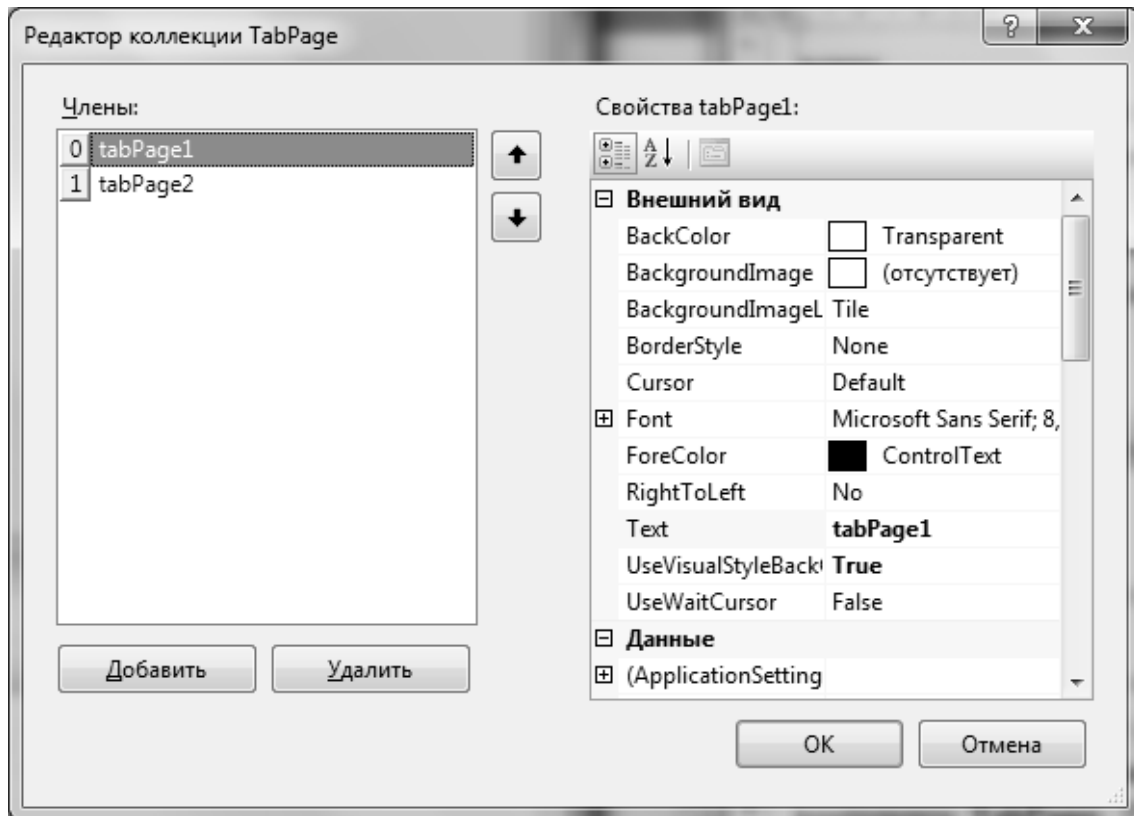 Редактор коллекции TabPage
Члены:
0 tabPage1
1 tabPage2
Добавить Удалить
Свойства tabPage1:
Внешний вид
BackColor Transparent
BackgroundImage (отсутствует)
BackgroundImageL Tile
BorderStyle None
Cursor Default
Font Microsoft Sans Serif; 8,
ForeColor ControlText
RightToLeft No
Text tabPage1
UseVisualStyleBack True
UseWaitCursor False
Данные
(ApplicationSetting
ОК Отмена